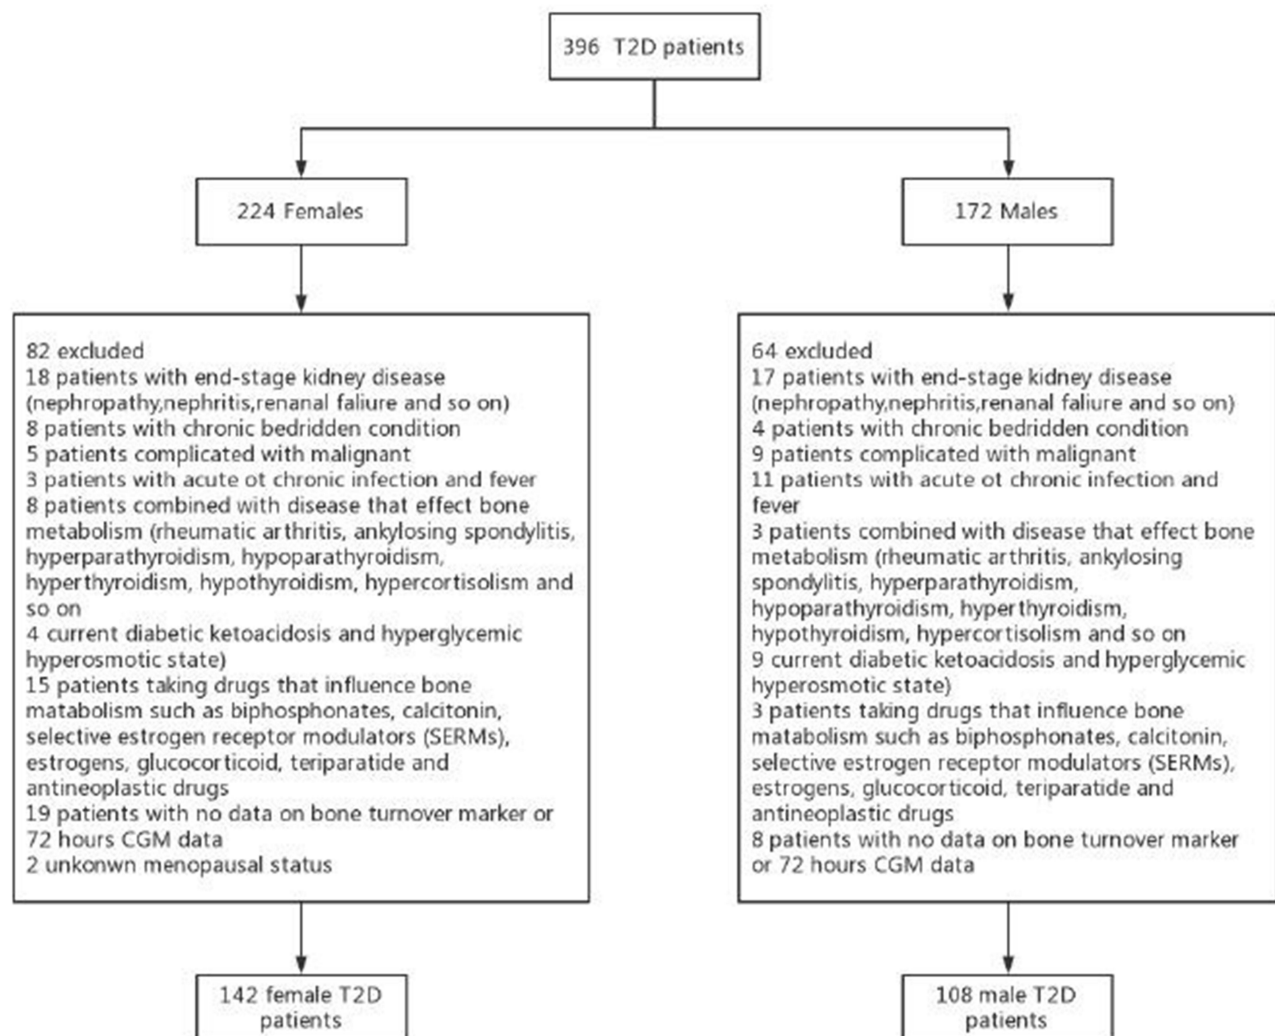 396 T2D patients
224 Females
172 Males
82 excluded
18 patients with end-stage kidney disease
(nephropathy,nephritis,renanal faliure and so on)
8 patients with chronic bedridden condition
5 patients complicated with malignant
3 patients with acute ot chronic infection and fever
8 patients combined with disease that effect bone
metabolism (rheumatic arthritis, ankylosing spondylitis,
hyperparathyroidism, hypoparathyroidism,
hyperthyroidism, hypothyroidism, hypercortisolism and
so on
4 current diabetic ketoacidosis and hyperglycemic
hyperosmotic state)
15 patients taking drugs that influence bone
matabolism such as biphosphonates, calcitonin,
selective estrogen receptor modulators (SERMs),
estrogens, glucocorticoid, teriparatide and
antineoplastic drugs
19 patients with no data on bone turnover marker or
72 hours CGM data
2 unkonwn menopausal status
64 excluded
17 patients with end-stage kidney disease
(nephropathy,nephritis,renanal faliure and so on)
4 patients with chronic bedridden condition
9 patients complicated with malignant
11 patients with acute ot chronic infection and
fever
3 patients combined with disease that effect bone
metabolism (rheumatic arthritis, ankylosing
spondylitis, hyperparathyroidism,
hypoparathyroidism, hyperthyroidism,
hypothyroidism, hypercortisolism and so on
9 current diabetic ketoacidosis and hyperglycemic
hyperosmotic state)
3 patients taking drugs that influence bone
matabolism such as biphosphonates, calcitonin,
selective estrogen receptor modulators (SERMs),
estrogens, glucocorticoid, teriparatide and
antineoplastic drugs
8 patients with no data on bone turnover marker
or 72 hours CGM data
142 female T2D
patients
108 male T2D
patients